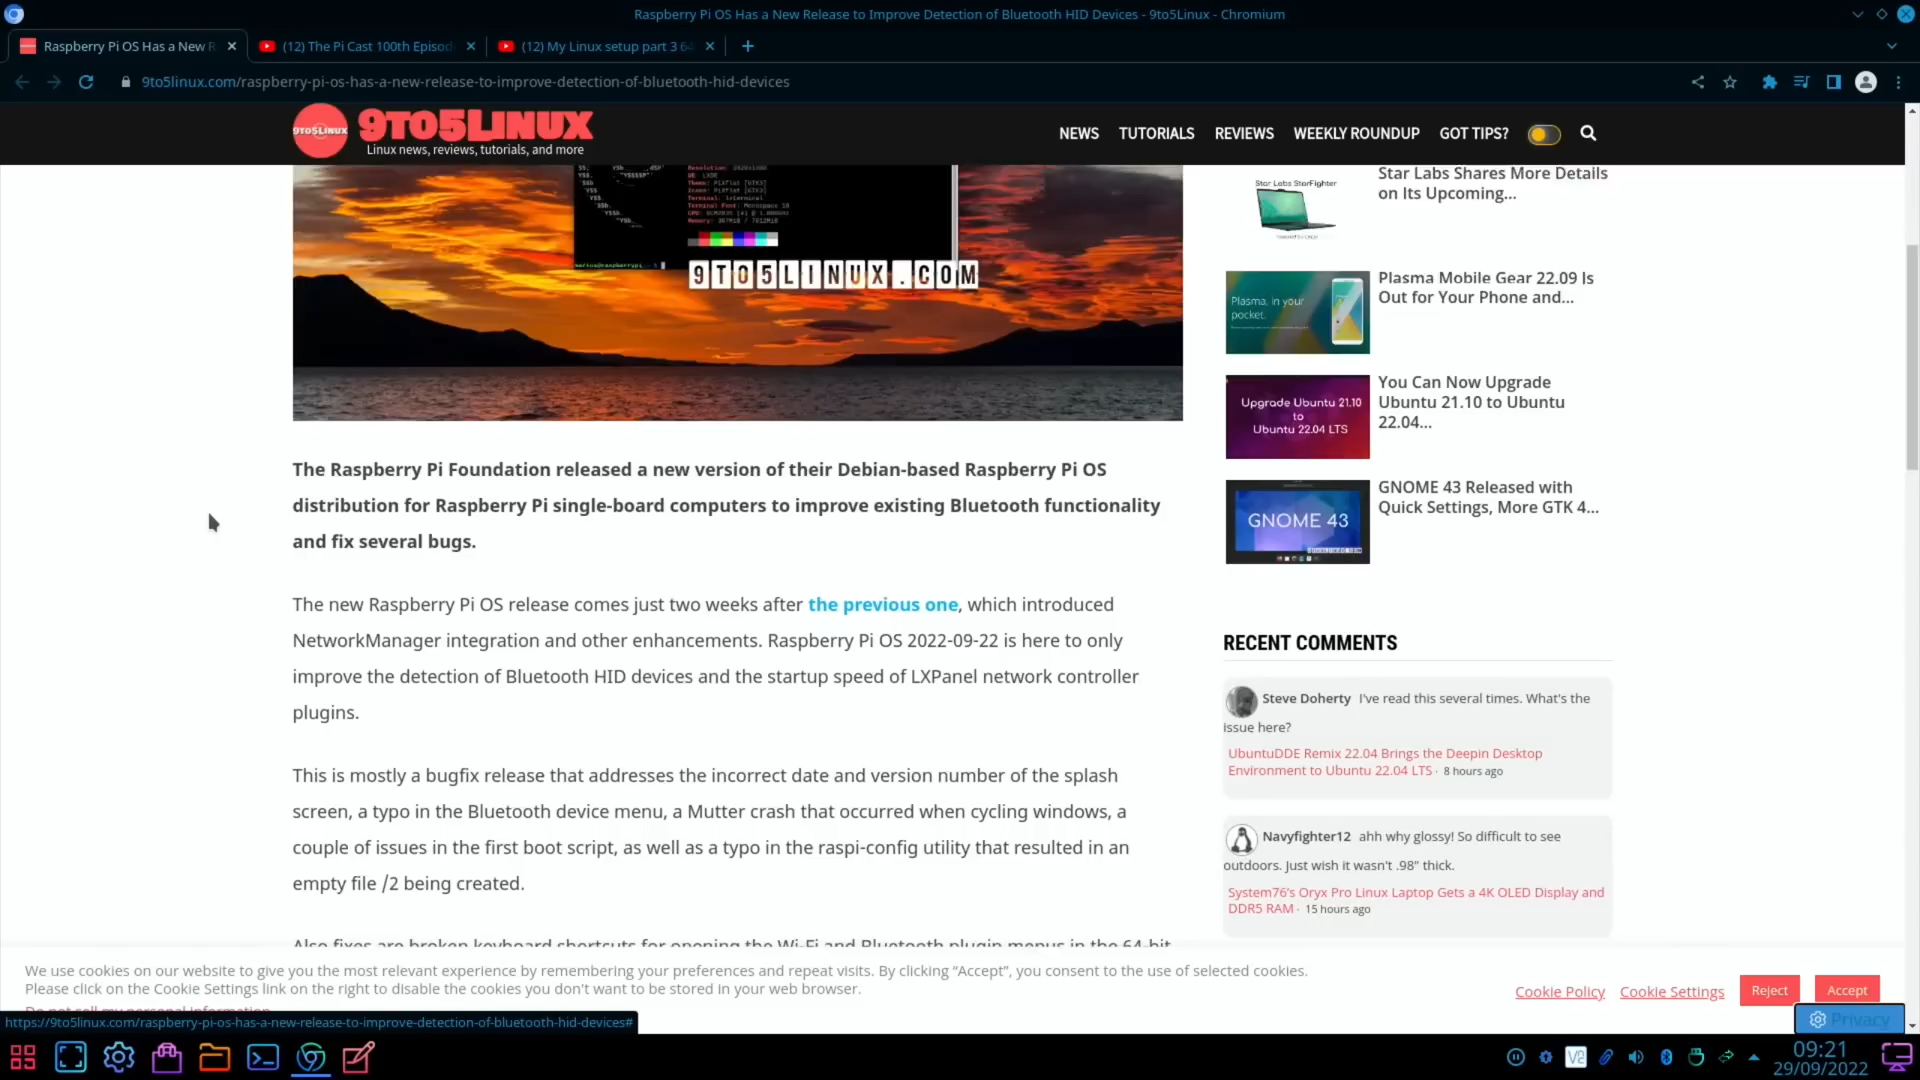 Raspberry Pi OS Has a New Release to Improve Detection of Bluetooth HID Devices - 9to5Linux - Chromium
Raspberry Pi OS Has a New R
(12) The Pi Cast 100th Episod
(12) My Linux setup part 3 64
9to5linux.com/raspberry-pi-os-has-a-new-release-to-improve-detection-of-bluetooth-hid-devices
9TO5LINUX
9TO5LINUX
Linux news, reviews, tutorials, and more
NEWS
TUTORIALS
REVIEWS
WEEKLY ROUNDUP
GOT TIPS?
9TO5LINUX.COM
The Raspberry Pi Foundation released a new version of their Debian-based Raspberry Pi OS
distribution for Raspberry Pi single-board computers to improve existing Bluetooth functionality
and fix several bugs.
The new Raspberry Pi OS release comes just two weeks after the previous one, which introduced
NetworkManager integration and other enhancements. Raspberry Pi OS 2022-09-22 is here to only
improve the detection of Bluetooth HID devices and the startup speed of LXPanel network controller
plugins.
This is mostly a bugfix release that addresses the incorrect date and version number of the splash
screen, a typo in the Bluetooth device menu, a Mutter crash that occurred when cycling windows, a
couple of issues in the first boot script, as well as a typo in the raspi-config utility that resulted in an
empty file /2 being created.
Also fixes are broken keyboard shortcuts for opening the Wi-Fi and Bluetooth plugin menus in the 64-bit
Star Labs StarFighter
Star Labs Shares More Details
on Its Upcoming...
Plasma, in your
pocket.
Plasma Mobile Gear 22.09 Is
Out for Your Phone and...
Upgrade Ubuntu 21.10
to
Ubuntu 22.04 LTS
You Can Now Upgrade
Ubuntu 21.10 to Ubuntu
22.04...
GNOME 43
GNOME 43 Released with
Quick Settings, More GTK 4...
RECENT COMMENTS
Steve Doherty I've read this several times. What's the
issue here?
UbuntuDDE Remix 22.04 Brings the Deepin Desktop
Environment to Ubuntu 22.04 LTS · 8 hours ago
Navyfighter12 ahh why glossy! So difficult to see
outdoors. Just wish it wasn't .98" thick.
System76's Oryx Pro Linux Laptop Gets a 4K OLED Display and
DDR5 RAM · 15 hours ago
We use cookies on our website to give you the most relevant experience by remembering your preferences and repeat visits. By clicking “Accept”, you consent to the use of selected cookies.
Please click on the Cookie Settings link on the right to disable the cookies you don't want to be stored in your web browser.
Do not sell my personal information
Cookie Policy
Cookie Settings
Reject
Accept
Privacy
https://9to5linux.com/raspberry-pi-os-has-a-new-release-to-improve-detection-of-bluetooth-hid-devices#
09:21
29/09/2022